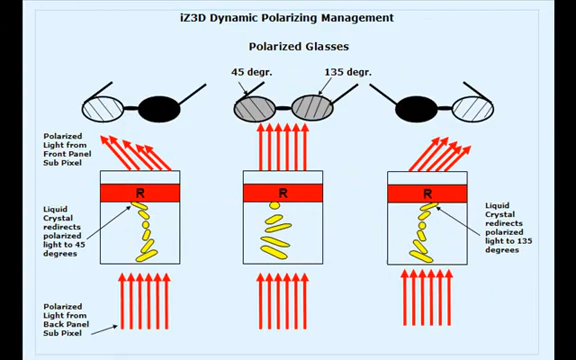 iZ3D Dynamic Polarizing Management
Polarized Glasses
45 degr.
135 degr.
Polarized
Light from
Front Panel
Sub Pixel
R
R
R
Liquid
Crystal
redirects
polarized
light to 45
degrees
Liquid
Crystal
redirects
polarized
light to 135
degrees
Polarized
Light from
Back Panel
Sub Pixel